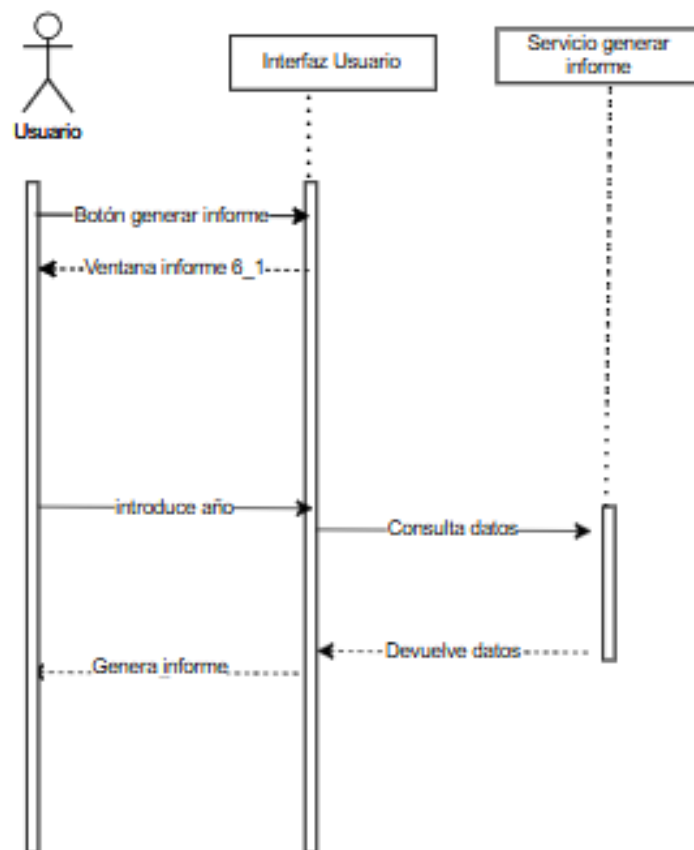 Servicio generar
informe
Interfaz Usuario
Usuario
Botón generar informe
Ventana informe 6_1
introduce año
Consulta datos
Devuelve datos
Genera informe